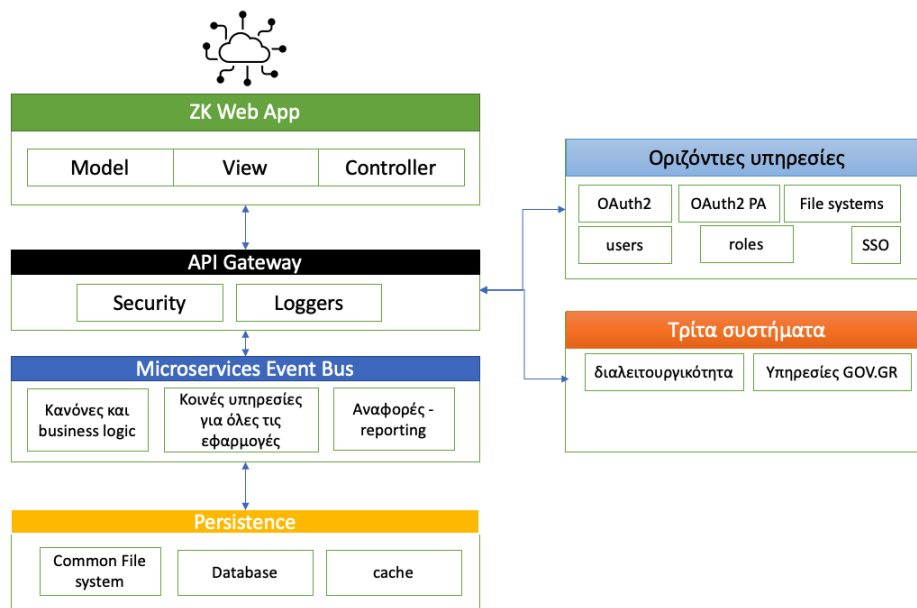 ZK Web App
Model
View
Controller
API Gateway
Security
Loggers
Microservices Event Bus
Κανόνες και
business logic
Κοινές υπηρεσίες
για όλες τις
εφαρμογές
Αναφορές -
reporting
Persistence
Common File
system
Database
cache
Οριζόντιες υπηρεσίες
OAuth2
OAuth2 PA
File systems
users
roles
SSO
Τρίτα συστήματα
διαλειτουργικότητα
Υπηρεσίες GOV.GR